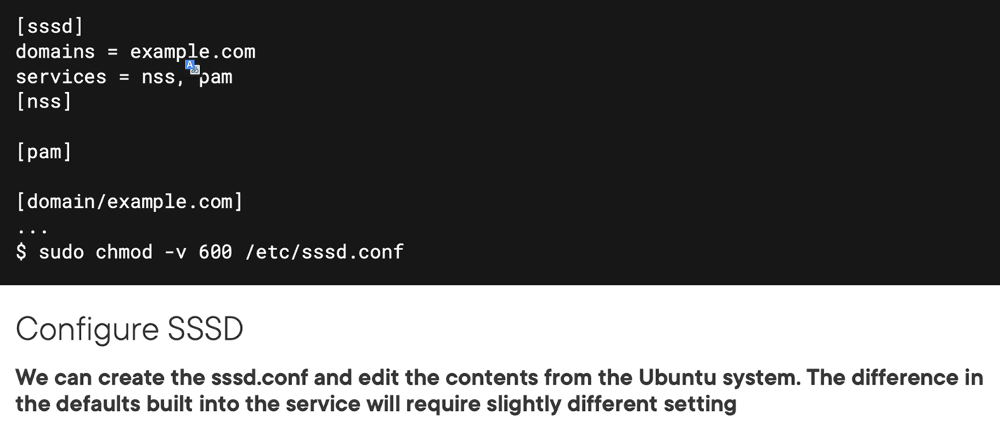 [sssd]
domains = example.com
services = nss, pam
[nss]
[pam]
[domain/example.com]
...
$ sudo chmod -v 600 /etc/sssd.conf
Configure SSSD
We can create the sssd.conf and edit the contents from the Ubuntu system. The difference in
the defaults built into the service will require slightly different setting